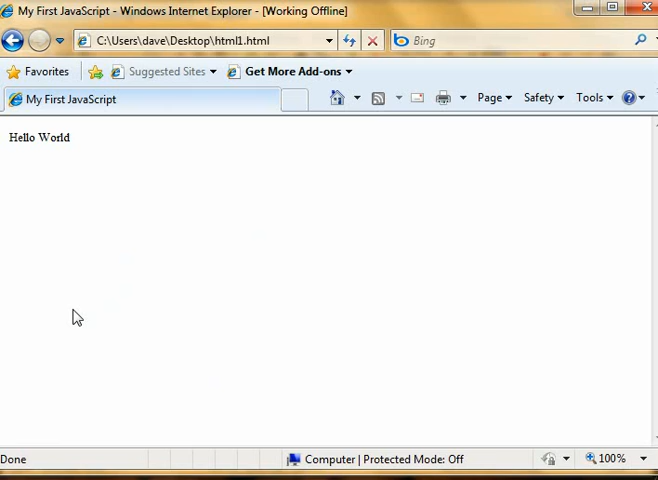 My First JavaScript - Windows Internet Explorer - [Working Offline]
C:\Users\dave\Desktop\html1.html
Bing
Favorites
Suggested Sites
Get More Add-ons
My First JavaScript
Page
Safety
Tools
Hello World
Done
Computer | Protected Mode: Off
100%